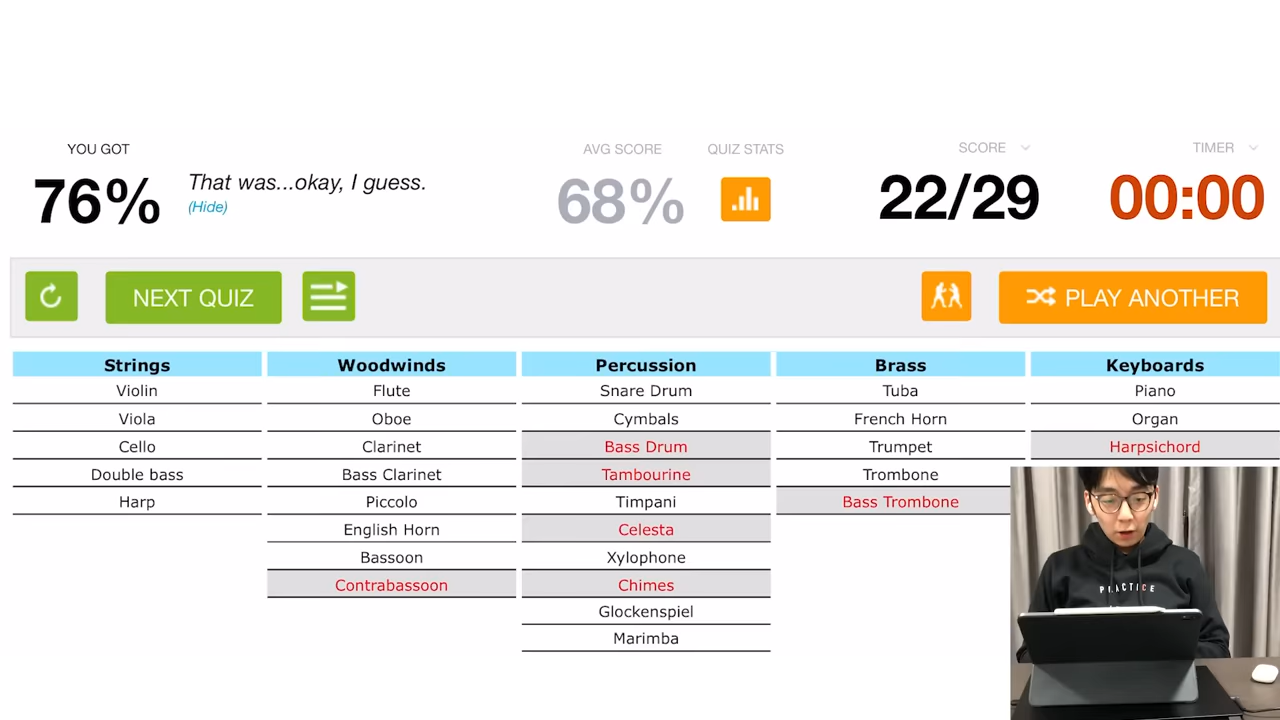 YOU GOT
AVG SCORE
QUIZ STATS
SCORE
TIMER
76%
That was...okay, I guess.
(Hide)
68%
22/29
00:00
NEXT QUIZ
PLAY ANOTHER
Strings
Woodwinds
Percussion
Brass
Keyboards
Violin
Flute
Snare Drum
Tuba
Piano
Viola
Oboe
Cymbals
French Horn
Organ
Cello
Clarinet
Bass Drum
Trumpet
Harpsichord
Double bass
Bass Clarinet
Tambourine
Trombone
Harp
Piccolo
Timpani
Bass Trombone
English Horn
Celesta
Bassoon
Xylophone
Contrabassoon
Chimes
Glockenspiel
Marimba
PRACTICE